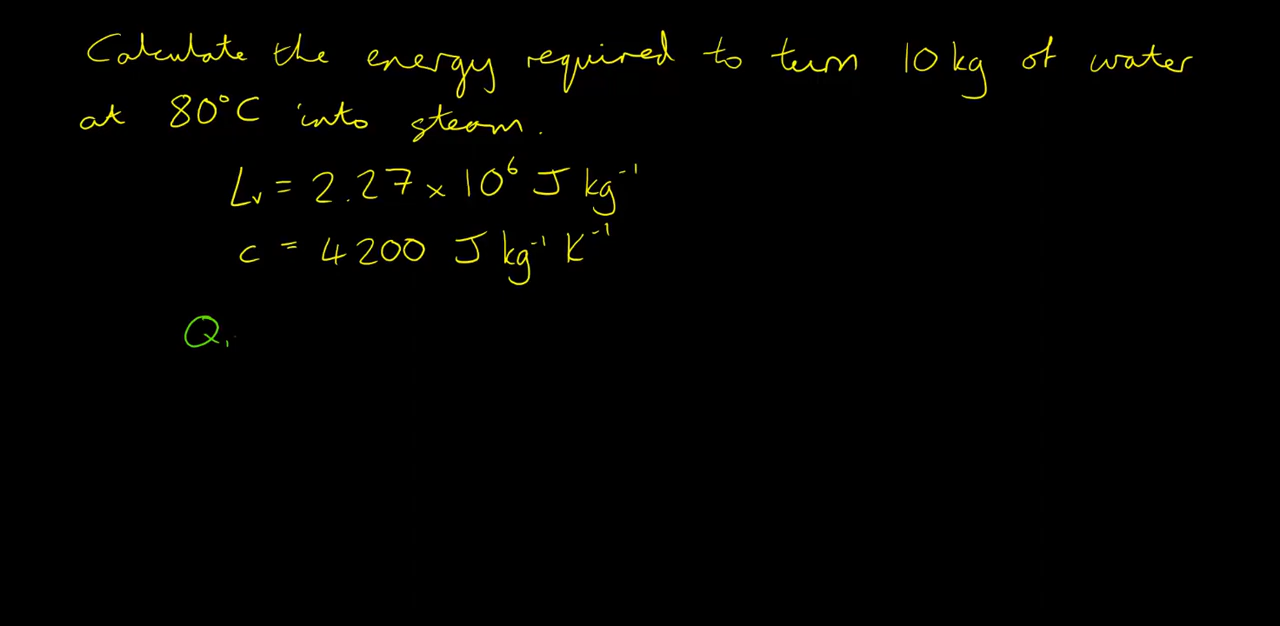 Calculate the energy required to turn 10 kg of water
at 80°C into steam.
Lᵥ = 2.27 × 10⁶ J kg⁻¹
c = 4200 J kg⁻¹ K⁻¹
Q₁